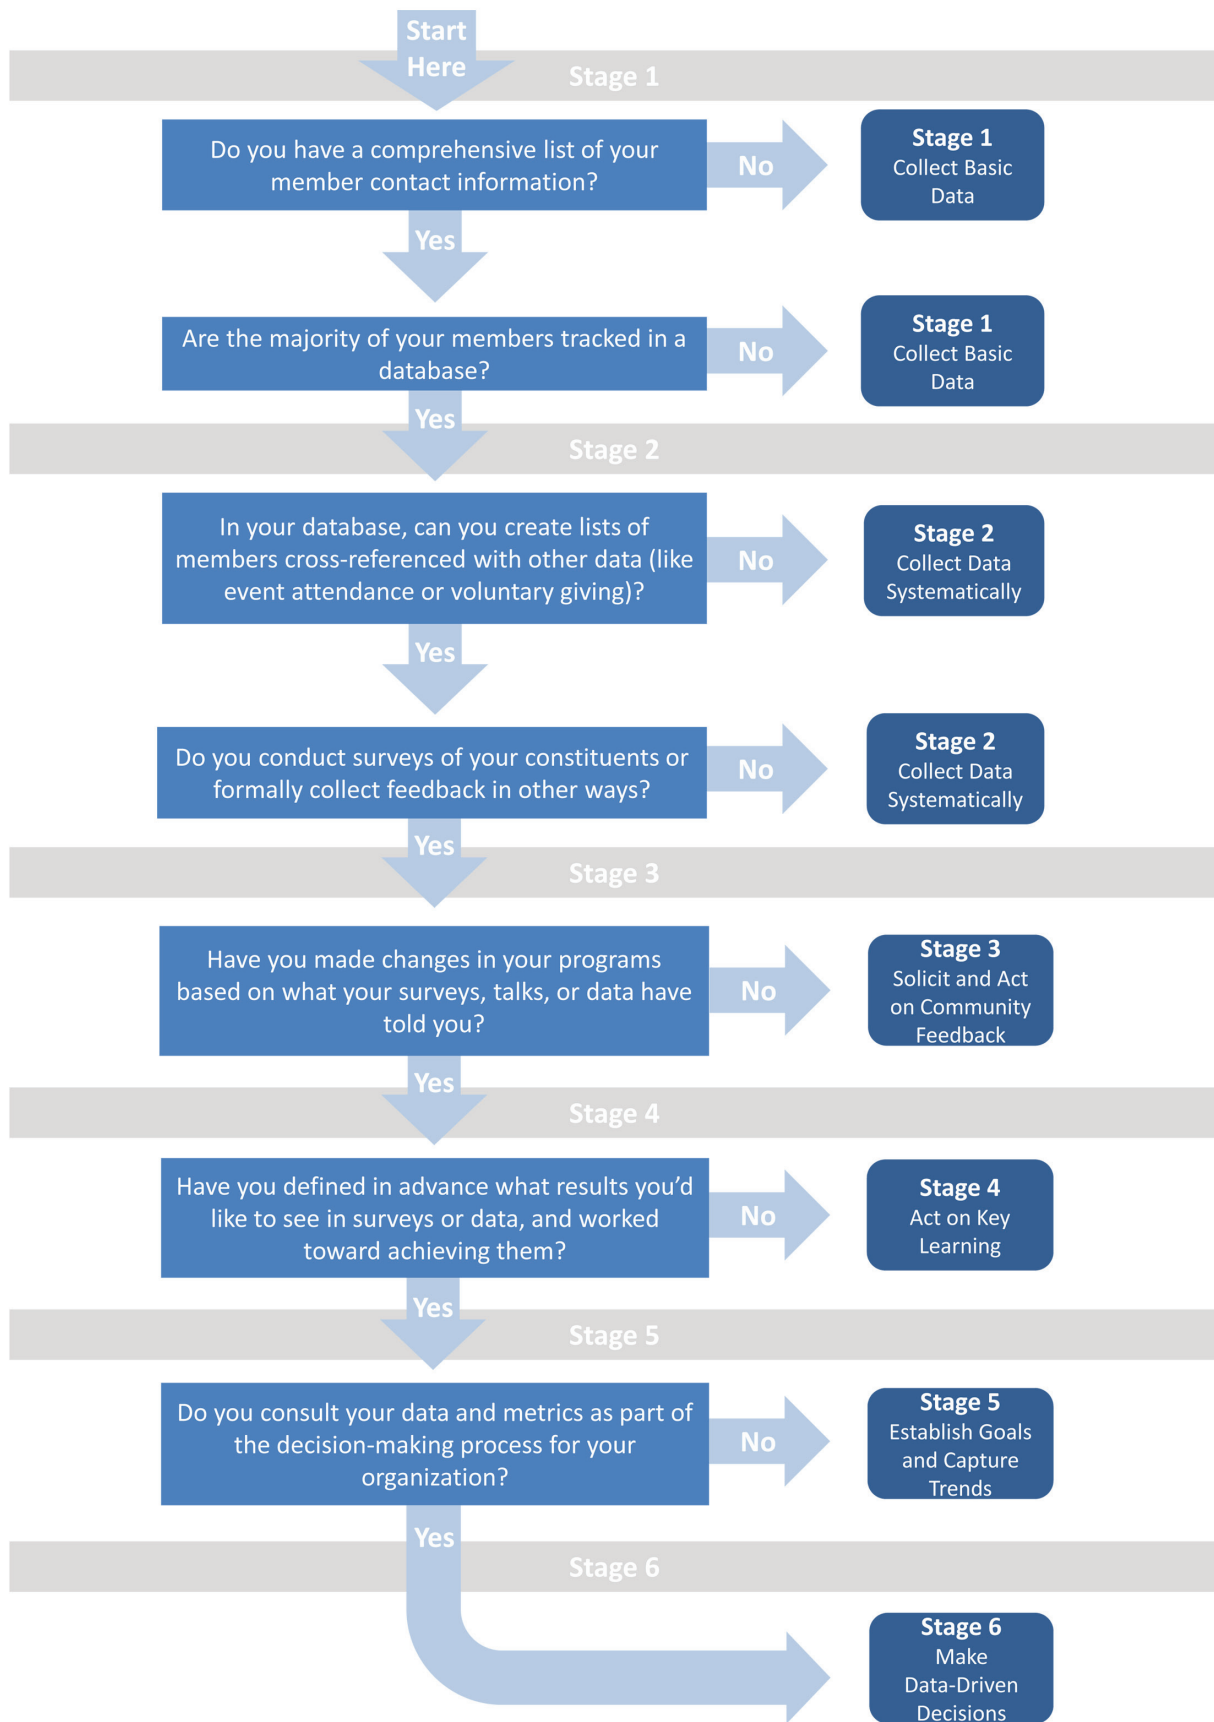 Start
Here
Stage 1
Do you have a comprehensive list of your
member contact information?
No
Stage 1
Collect Basic
Data
Yes
Are the majority of your members tracked in a
database?
No
Stage 1
Collect Basic
Data
Yes
Stage 2
In your database, can you create lists of
members cross-referenced with other data (like
event attendance or voluntary giving)?
No
Stage 2
Collect Data
Systematically
Yes
Do you conduct surveys of your constituents or
formally collect feedback in other ways?
No
Stage 2
Collect Data
Systematically
Yes
Stage 3
Have you made changes in your programs
based on what your surveys, talks, or data have
told you?
No
Stage 3
Solicit and Act
on Community
Feedback
Yes
Stage 4
Have you defined in advance what results you’d
like to see in surveys or data, and worked
toward achieving them?
No
Stage 4
Act on Key
Learning
Yes
Stage 5
Do you consult your data and metrics as part of
the decision-making process for your
organization?
No
Stage 5
Establish Goals
and Capture
Trends
Yes
Stage 6
Stage 6
Make
Data-Driven
Decisions